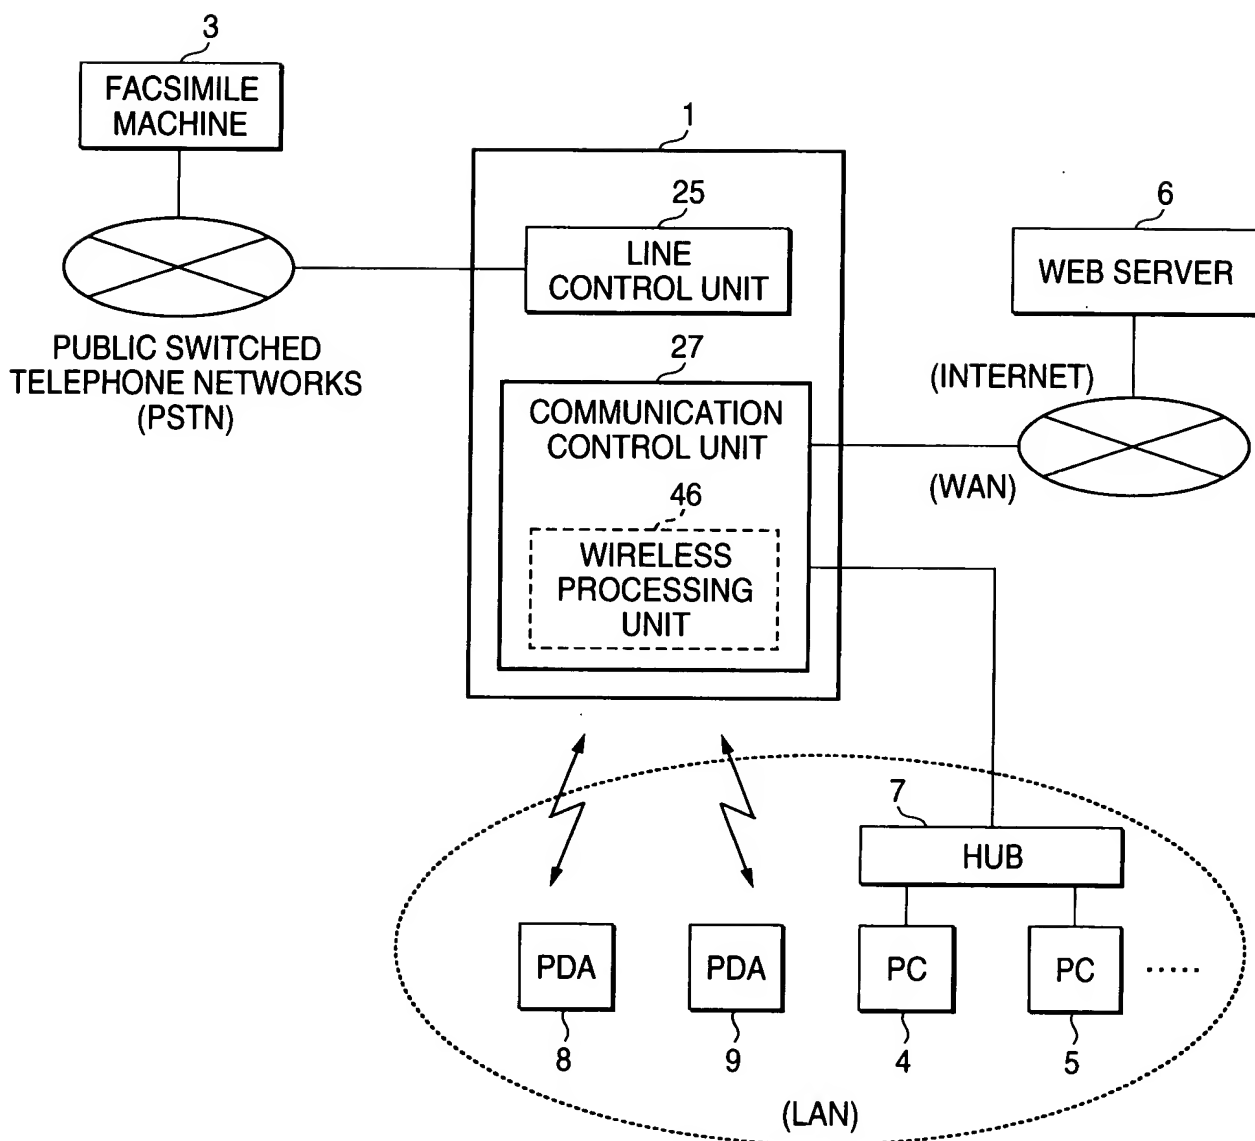 3
FACSIMILE
MACHINE
1
25
LINE
CONTROL UNIT
6
WEB SERVER
PUBLIC SWITCHED
TELEPHONE NETWORKS
(PSTN)
27
COMMUNICATION
CONTROL UNIT
(INTERNET)
(WAN)
46
WIRELESS
PROCESSING
UNIT
7
HUB
PDA
PDA
PC
PC
.....
8
9
4
5
(LAN)